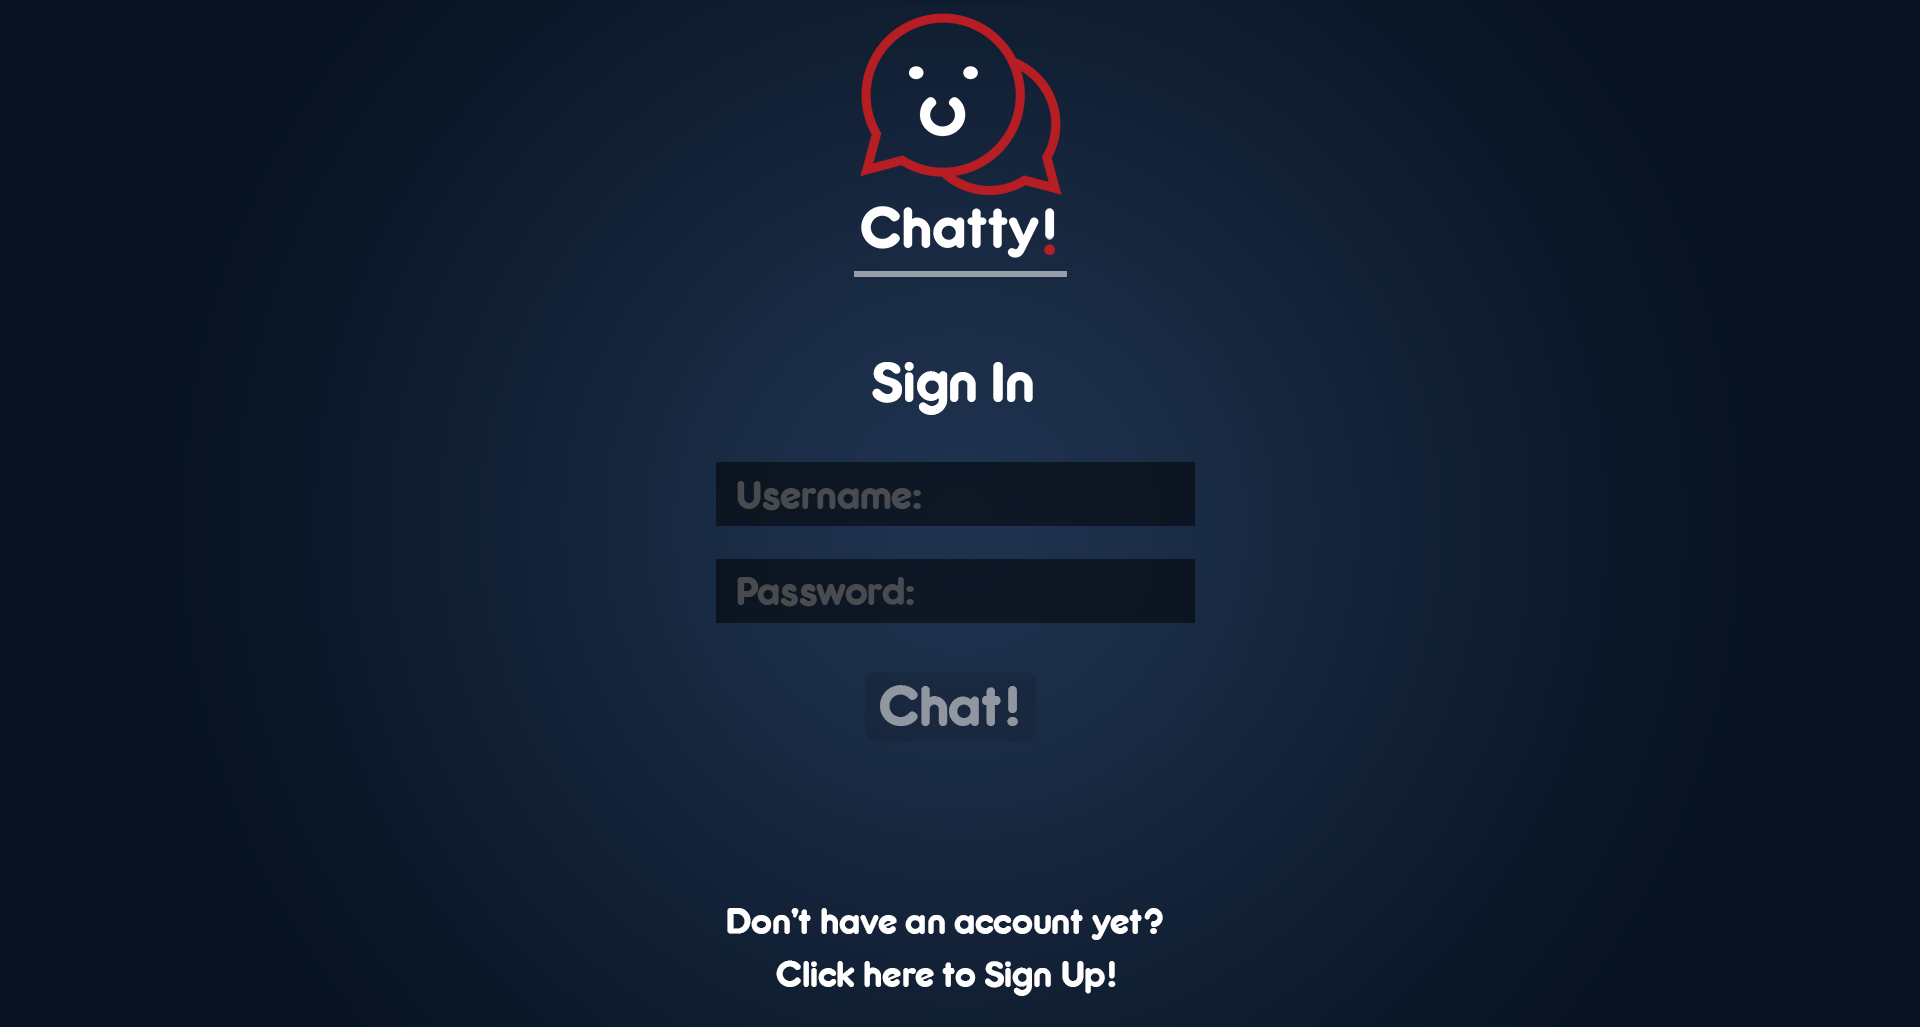 Chatty!
Sign In
Username:
Password:
Chat!
Don't have an account yet?
Click here to Sign Up!